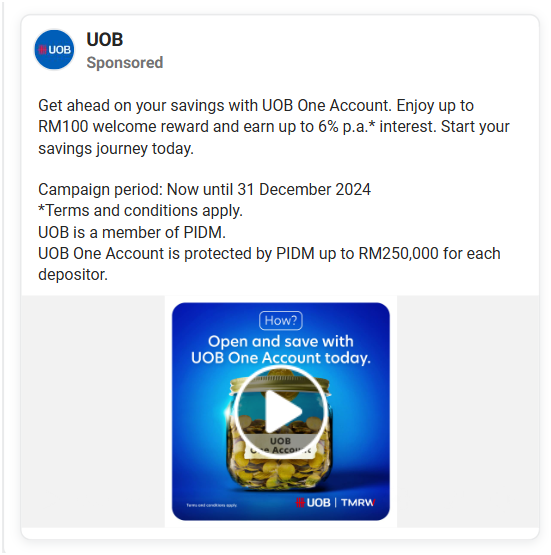 UOB
UOB
Sponsored
Get ahead on your savings with UOB One Account. Enjoy up to
RM100 welcome reward and earn up to 6% p.a.* interest. Start your
savings journey today.
Campaign period: Now until 31 December 2024
*Terms and conditions apply.
UOB is a member of PIDM.
UOB One Account is protected by PIDM up to RM250,000 for each
depositor.
How?
Open and save with
UOB One Account today.
UOB
One Account
Terms and conditions apply.
UOB | TMRW